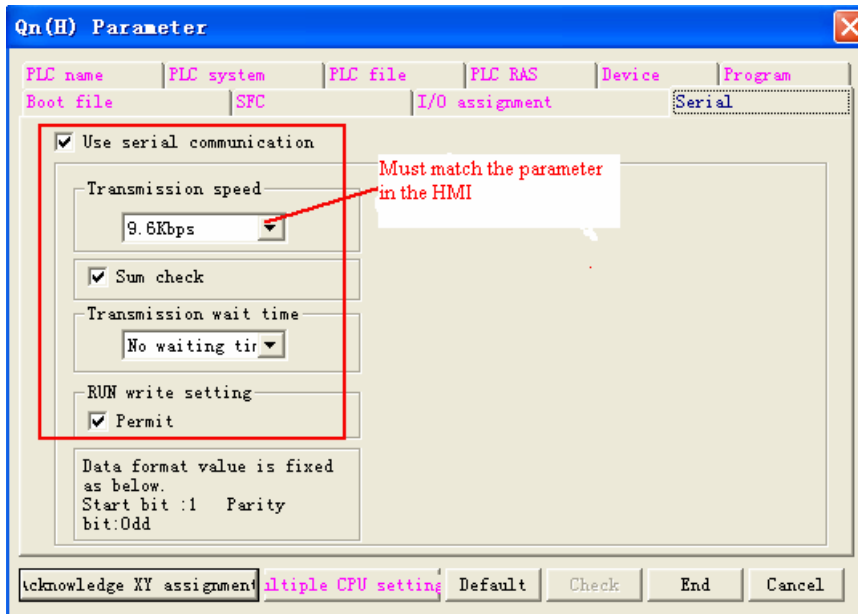 Qn(H) Parameter
PLC name PLC system PLC file PLC RAS Device Program
Boot file SFC I/O assignment Serial
Use serial communication
Must match the parameter
in the HMI
Transmission speed
9.6Kbps
Sum check
Transmission wait time
No waiting tir
RUN write setting
Permit
Data format value is fixed
as below.
Start bit :1 Parity
bit:Odd
cknowledge XY assignment ltiple CPU setting Default Check End Cancel